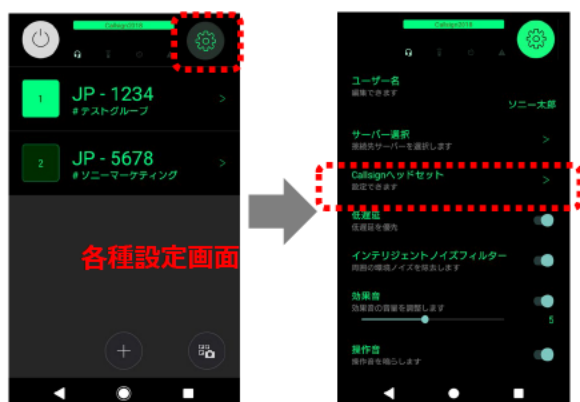 Callsign2018
1
JP - 1234
# テストグループ
>
2
JP - 5678
# ソニーマーケティング
>
各種設定画面
+
Callsign2018
ユーザー名
編集できます
ソニー太郎
サーバー選択
接続先サーバーを選択します
>
Callsignヘッドセット
設定できます
>
低遅延
低遅延を優先
インテリジェントノイズフィルター
周囲の環境ノイズを除去します
効果音
効果音の音量を調整します
5
操作音
操作音を鳴らします